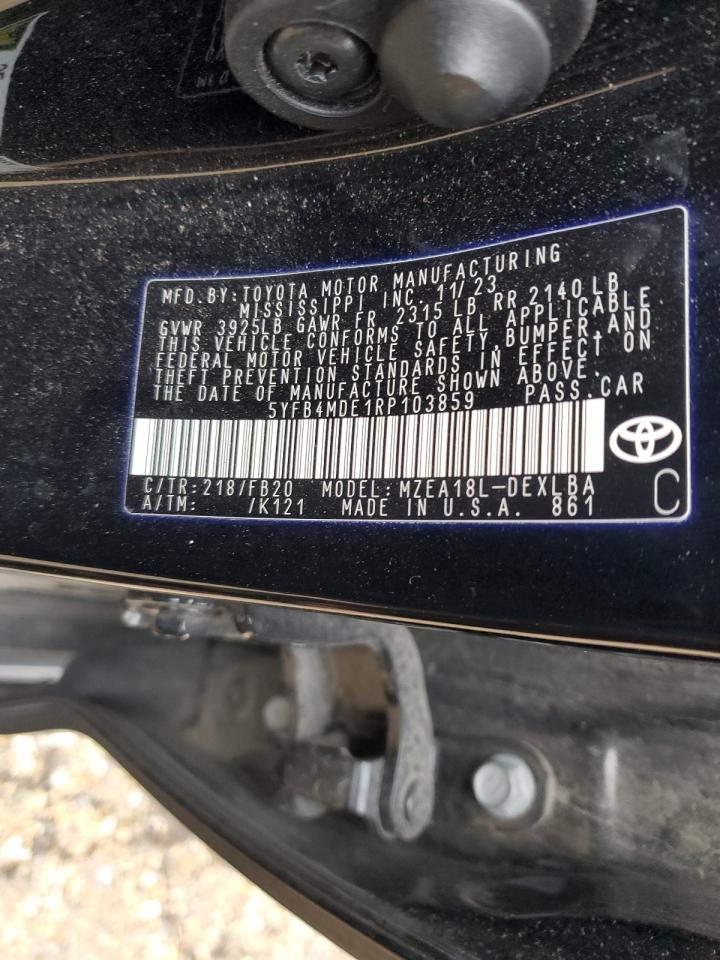 MFD. BY: TOYOTA MOTOR MANUFACTURING
MISSISSIPPI INC. 11/23
GVWR 3925LB GAWR FR. 2315 LB RR. 2140 LB
THIS VEHICLE CONFORMS TO ALL APPLICABLE
FEDERAL MOTOR VEHICLE SAFETY, BUMPER, AND
THEFT PREVENTION STANDARDS IN EFFECT ON
THE DATE OF MANUFACTURE SHOWN ABOVE.
5YFB4MDE1RP103859 PASS. CAR
C/TR: 218/FB20 MODEL: MZEA18L-DEXLBA
A/TM: /K121 MADE IN U.S.A. 861
C